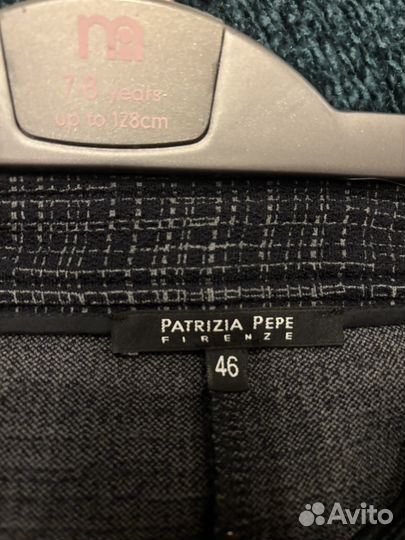 7-8 years
up to 128cm
PATRIZIA PEPE
FIRENZE
46
Avito